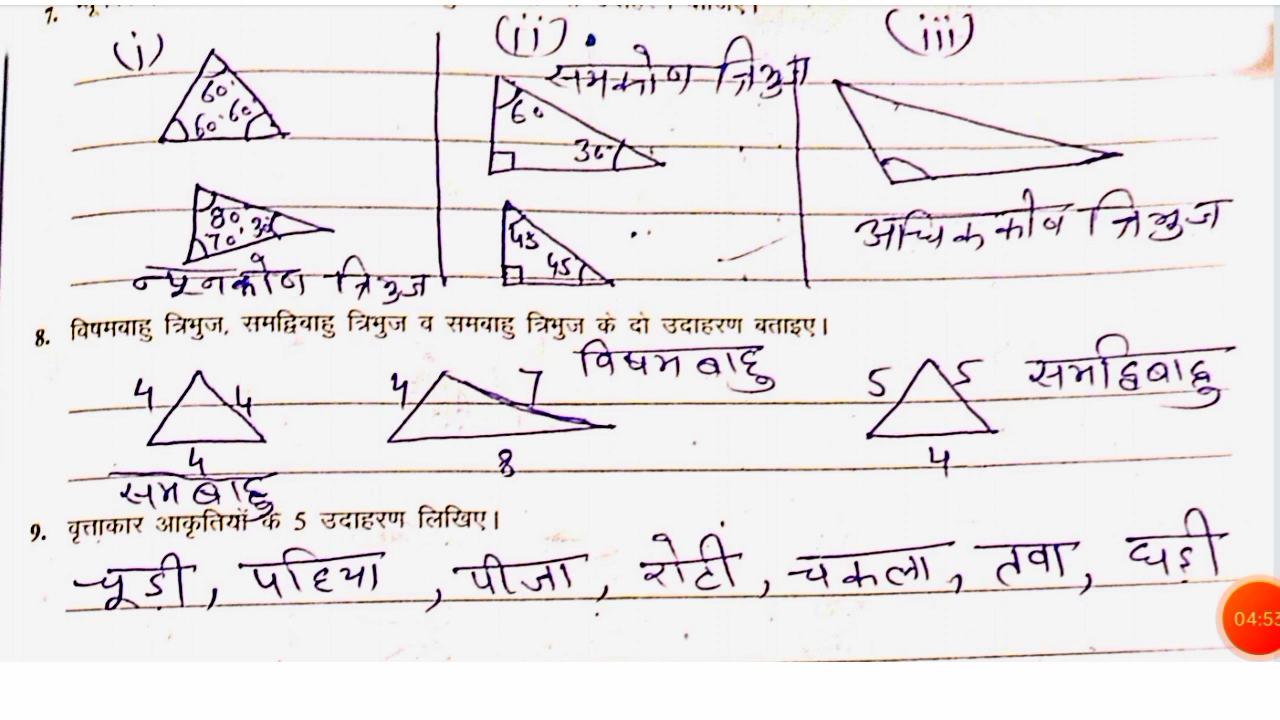 7.
(i) (ii) (iii)
समकोण त्रिभुज
60° 60° 60°
60 30
80 70° 30
45 45
न्यूनकोण त्रिभुज
अधिककोण त्रिभुज
8. विषमबाहु त्रिभुज, समद्विबाहु त्रिभुज व समबाहु त्रिभुज के दो उदाहरण बताइए।
4 4 4 7 विषमबाहु 5 5 समद्विबाहु
4 8 4
समबाहु
9. वृत्ताकार आकृतियों के 5 उदाहरण लिखिए।
चूड़ी, पहिया, पीजा, रोटी, चकला, तवा, घड़ी
04:53